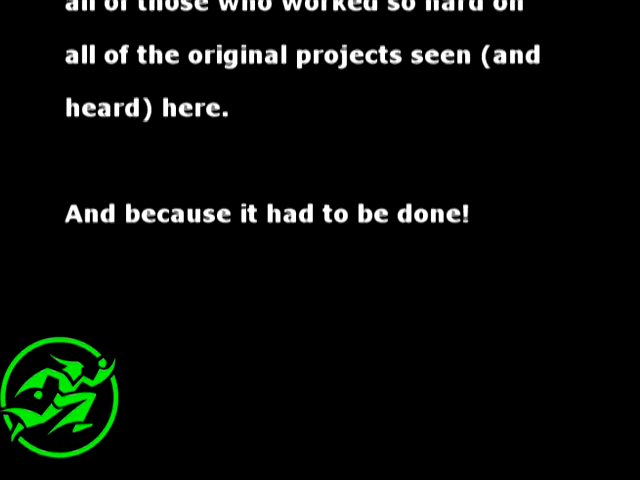 all of those who worked so hard on
all of the original projects seen (and
heard) here.
And because it had to be done!